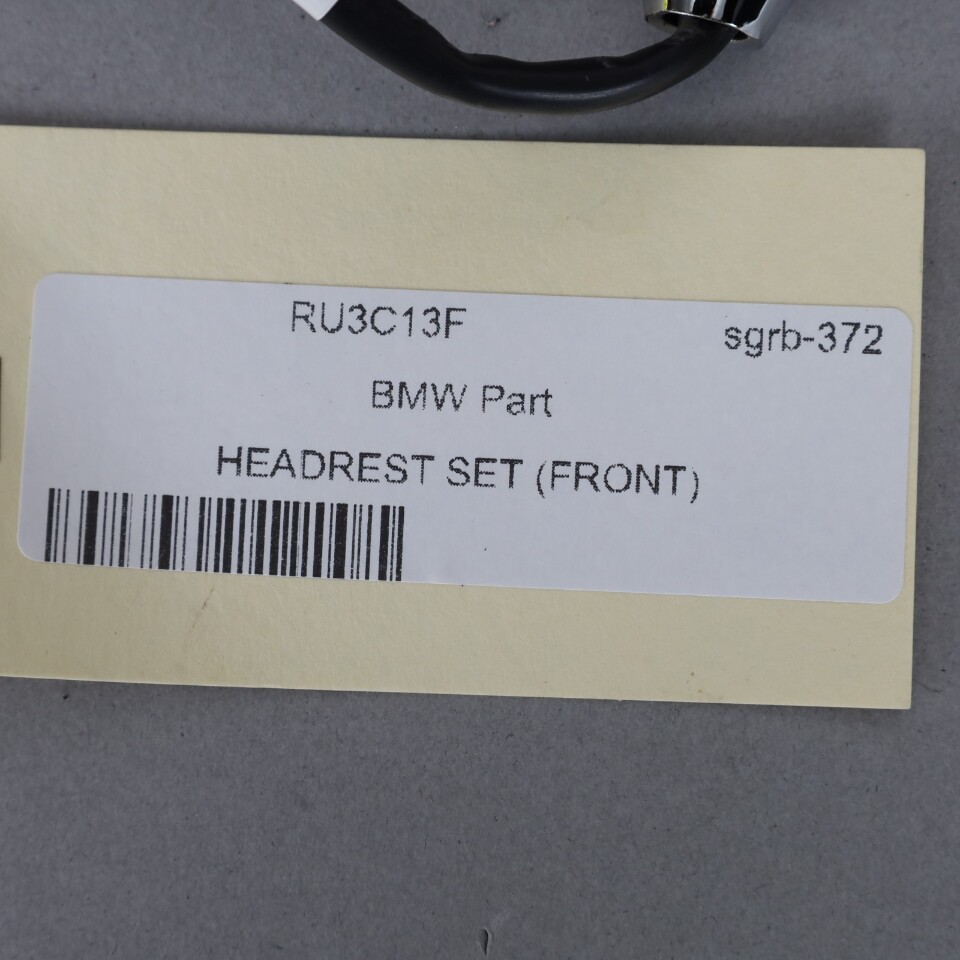 RU3C13F sgrb-372
BMW Part
HEADREST SET (FRONT)